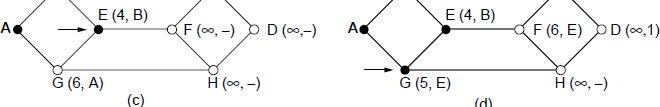 E (4, B)
A
F (∞, –)
D (∞,–)
G (6, A)
H (∞, –)
(c)
E (4, B)
A
F (6, E)
D (∞,1)
G (5, E)
H (∞, –)
(d)